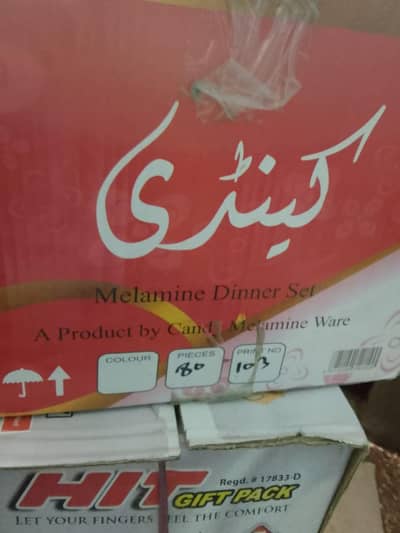 کینڈی
Melamine Dinner Set
A Product by Candy Melamine Ware
COLOUR PIECES PRINT NO
80 103
Regd. # 17833-D
HIT
GIFT PACK
LET YOUR FINGERS FEEL THE COMFORT